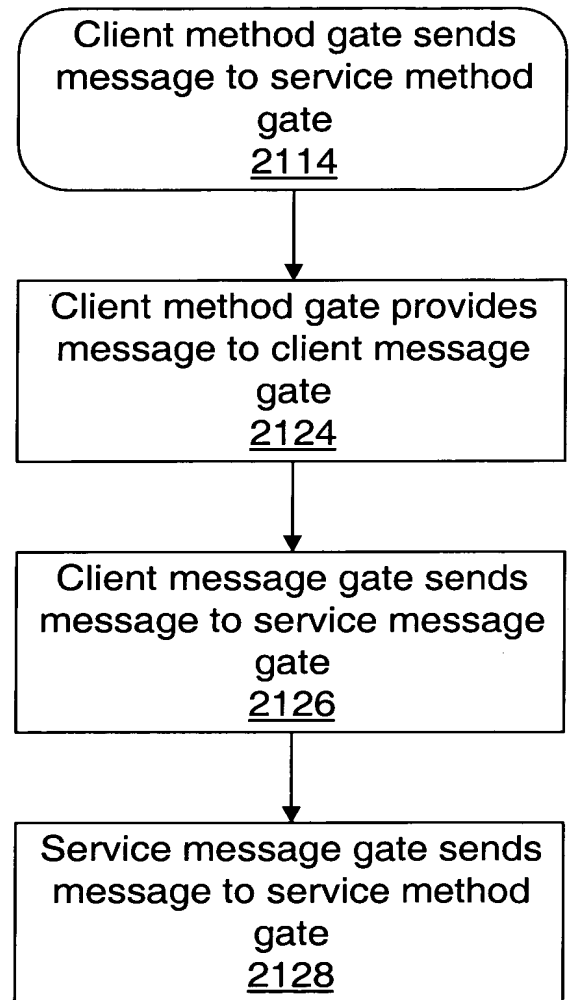 Client method gate sends
message to service method
gate
2114
Client method gate provides
message to client message
gate
2124
Client message gate sends
message to service message
gate
2126
Service message gate sends
message to service method
gate
2128